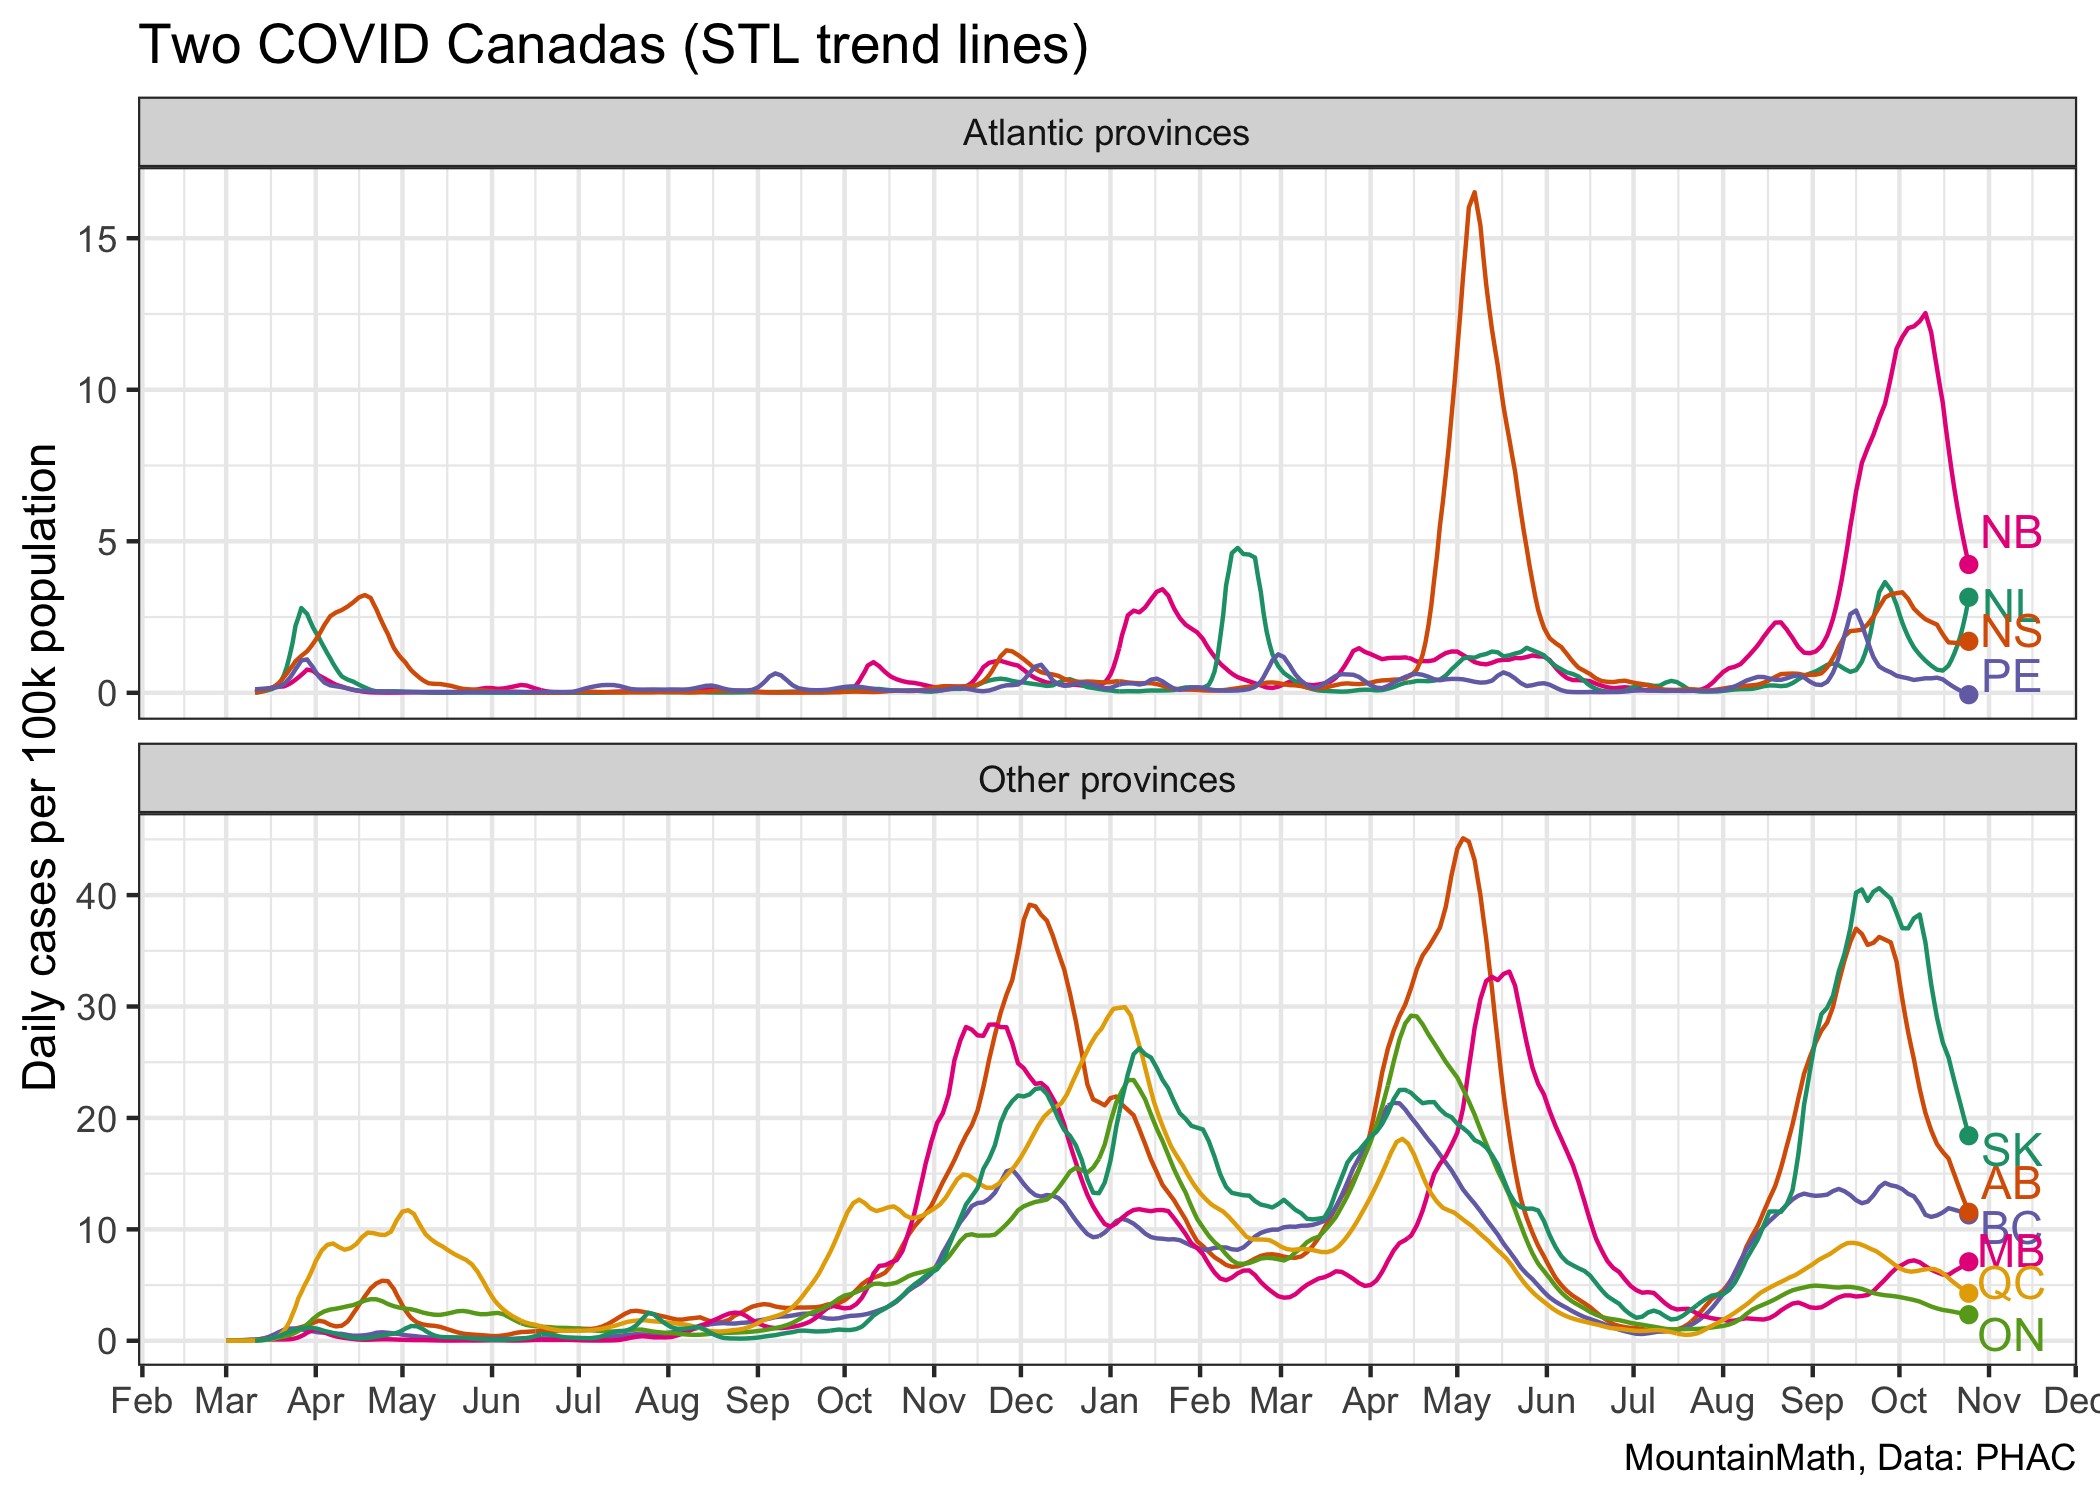 Two COVID Canadas (STL trend lines)
Daily cases per 100k population
Atlantic provinces
15
10
5
0
NB
NL
NS
PE
Other provinces
40
30
20
10
0
SK
AB
BC
MB
QC
ON
Feb Mar Apr May Jun Jul Aug Sep Oct Nov Dec Jan Feb Mar Apr May Jun Jul Aug Sep Oct Nov Dec
MountainMath, Data: PHAC